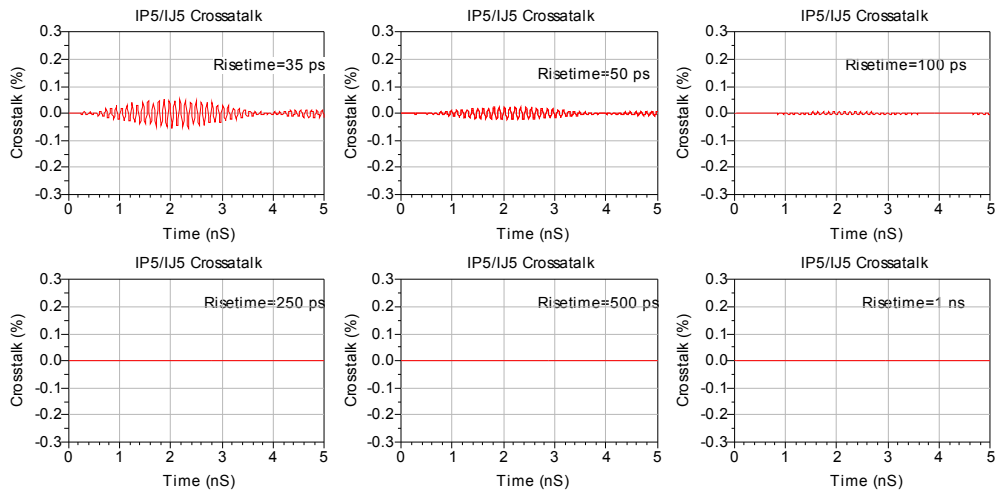 IP5/IJ5 Crossatalk IP5/IJ5 Crossatalk IP5/IJ5 Crossatalk
0.3 0.3 0.3
Risetime=35 ps Risetime=50 ps Risetime=100 ps
0.2 0.2 0.2
0.1 0.1 0.1
0.0 0.0 0.0
-0.1 -0.1 -0.1
-0.2 -0.2 -0.2
-0.3 -0.3 -0.3
Crosstalk (%) Crosstalk (%) Crosstalk (%)
0 1 2 3 4 5 0 1 2 3 4 5 0 1 2 3 4 5
Time (nS) Time (nS) Time (nS)
IP5/IJ5 Crossatalk IP5/IJ5 Crossatalk IP5/IJ5 Crossatalk
0.3 0.3 0.3
Risetime=250 ps Risetime=500 ps Risetime=1 ns
0.2 0.2 0.2
0.1 0.1 0.1
0.0 0.0 0.0
-0.1 -0.1 -0.1
-0.2 -0.2 -0.2
-0.3 -0.3 -0.3
Crosstalk (%) Crosstalk (%) Crosstalk (%)
0 1 2 3 4 5 0 1 2 3 4 5 0 1 2 3 4 5
Time (nS) Time (nS) Time (nS)